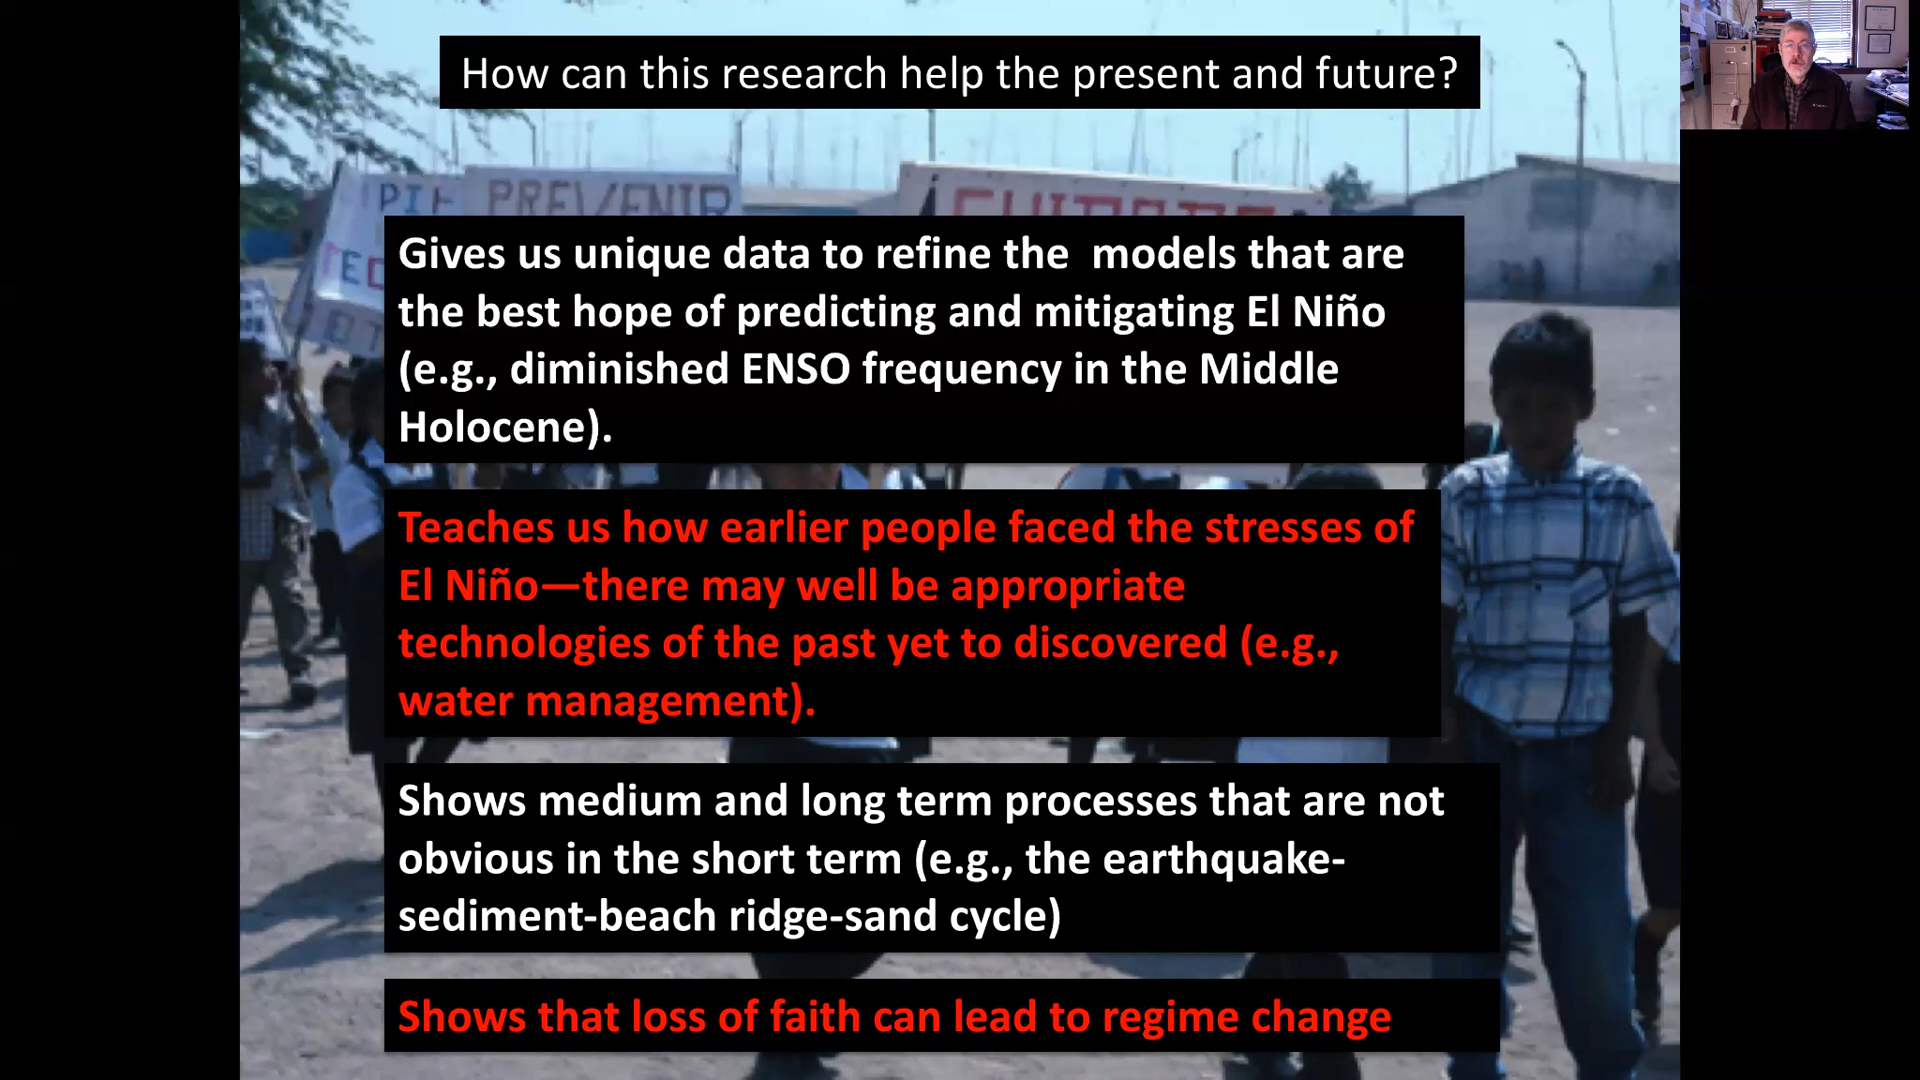 How can this research help the present and future?
PREVENIR
Gives us unique data to refine the  models that are
the best hope of predicting and mitigating El Niño
(e.g., diminished ENSO frequency in the Middle
Holocene).
Teaches us how earlier people faced the stresses of
El Niño—there may well be appropriate
technologies of the past yet to discovered (e.g.,
water management).
Shows medium and long term processes that are not
obvious in the short term (e.g., the earthquake-
sediment-beach ridge-sand cycle)
Shows that loss of faith can lead to regime change